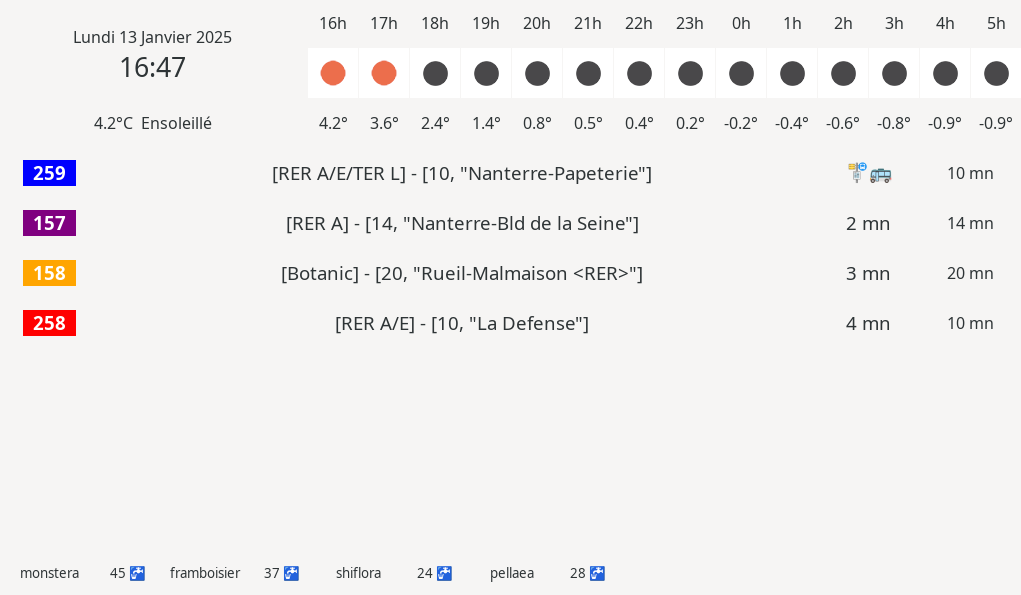 16h 17h 18h 19h 20h 21h 22h 23h 0h 1h 2h 3h 4h 5h
Lundi 13 Janvier 2025
16:47
4.2°C Ensoleillé
4.2° 3.6° 2.4° 1.4° 0.8° 0.5° 0.4° 0.2° -0.2° -0.4° -0.6° -0.8° -0.9° -0.9°
259 [RER A/E/TER L] - [10, "Nanterre-Papeterie"] 10 mn
157 [RER A] - [14, "Nanterre-Bld de la Seine"] 2 mn 14 mn
158 [Botanic] - [20, "Rueil-Malmaison <RER>"] 3 mn 20 mn
258 [RER A/E] - [10, "La Defense"] 4 mn 10 mn
monstera 45 framboisier 37 shiflora 24 pellaea 28